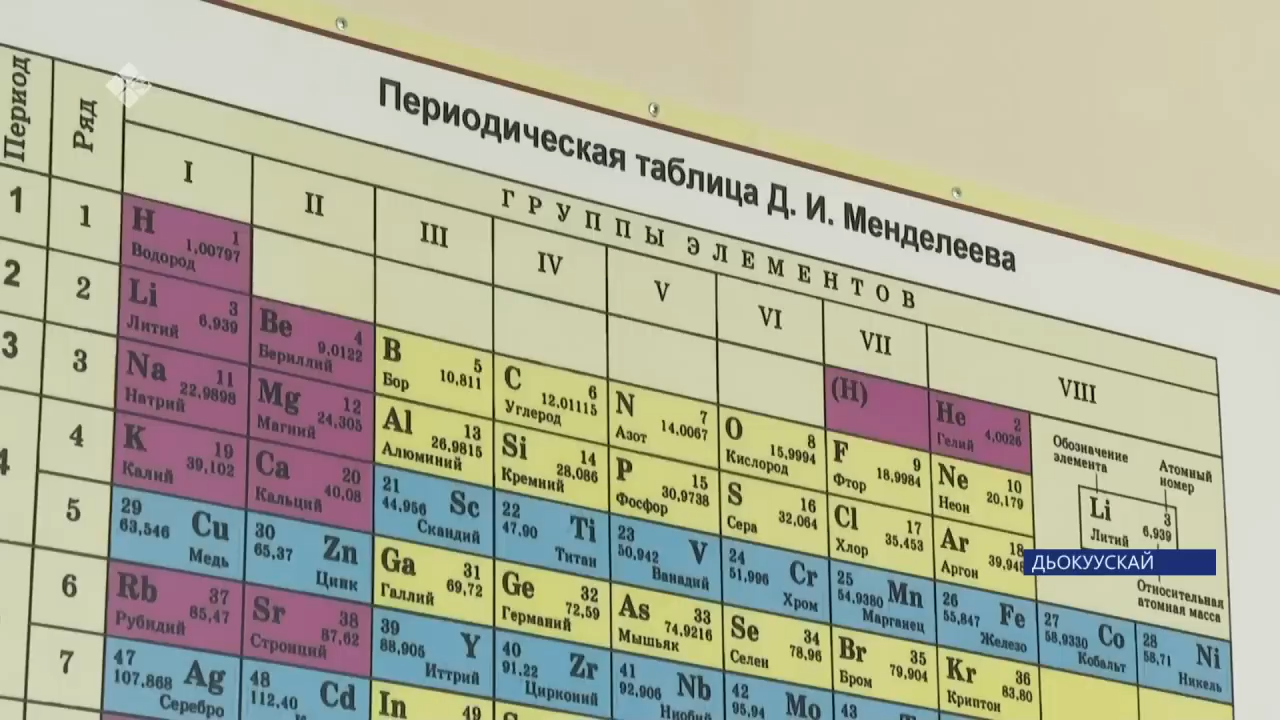 Периодическая таблица Д. И. Менделеева
Период
Ряд
ГРУППЫ ЭЛЕМЕНТОВ
I II III IV V VI VII VIII
1 1 H 1 1,00797 Водород (H) He 2 4,0026 Гелий
2 2 Li 3 6,939 Литий Be 4 9,0122 Бериллий B 5 10,811 Бор C 6 12,01115 Углерод N 7 14,0067 Азот O 8 15,9994 Кислород F 9 18,9984 Фтор Ne 10 20,179 Неон
3 3 Na 11 22,9898 Натрий Mg 12 24,305 Магний Al 13 26,9815 Алюминий Si 14 28,086 Кремний P 15 30,9738 Фосфор S 16 32,064 Сера Cl 17 35,453 Хлор Ar 18 Аргон
4 4 K 19 39,102 Калий Ca 20 40,08 Кальций 21 44,956 Sc Скандий 22 47,90 Ti Титан 23 50,942 V Ванадий 24 51,996 Cr Хром 25 54,9380 Mn Марганец 26 55,847 Fe Железо 27 58,9330 Co Кобальт 28 58,71 Ni Никель
5 29 63,546 Cu Медь 30 65,37 Zn Цинк Ga 31 69,72 Галлий Ge 32 72,59 Германий As 33 74,9216 Мышьяк Se 34 78,96 Селен Br 35 79,904 Бром Kr 36 83,80 Криптон
6 Rb 37 85,47 Рубидий Sr 38 87,62 Стронций 39 88,905 Y Иттрий 40 91,22 Zr Цирконий 41 92,906 Nb 42 95,94 Mo 43
7 47 107,868 Ag Серебро 48 112,40 Cd In 49
Обозначение элемента
Атомный номер
Li 3 6,939 Литий
Относительная атомная масса
ДЬОКУУСКАЙ